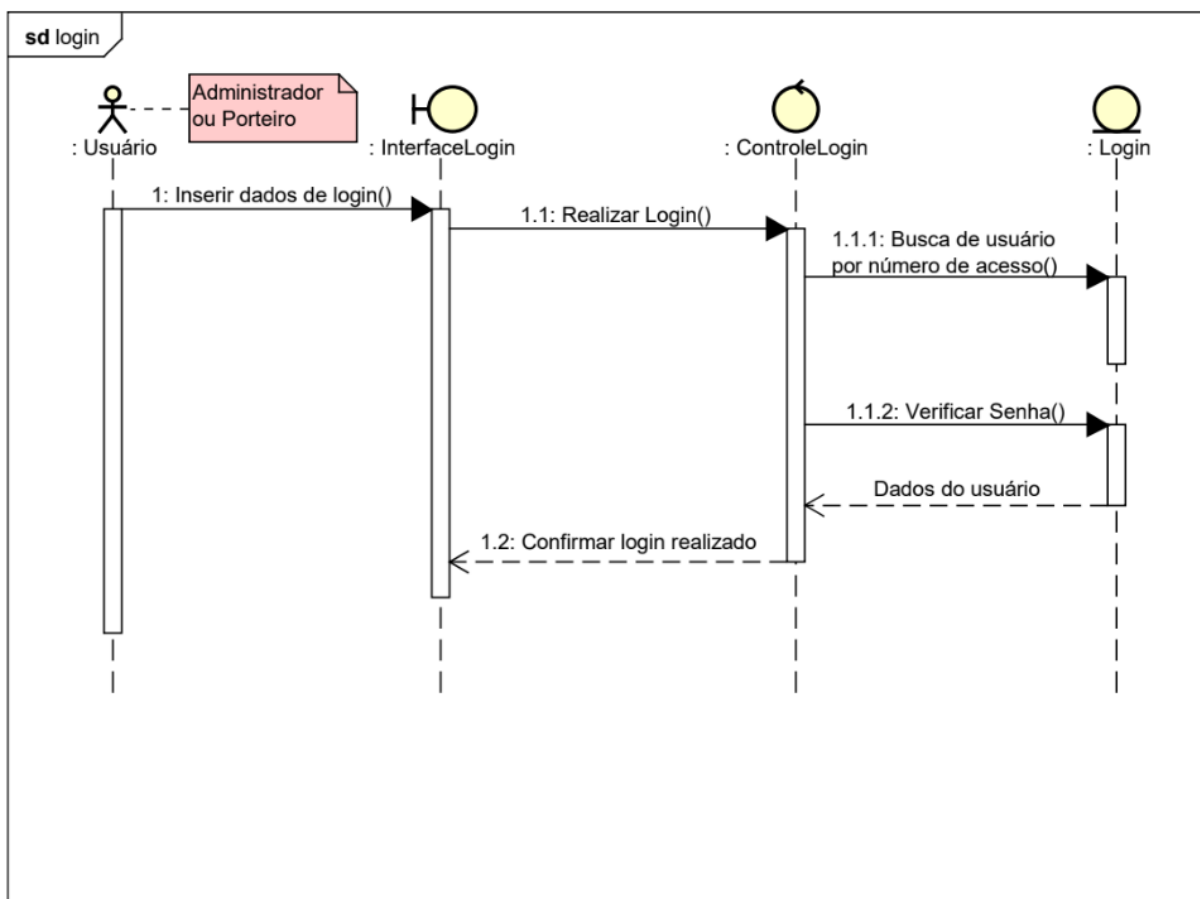 sd login
Administrador
ou Porteiro
: Usuário
: InterfaceLogin
: ControleLogin
: Login
1: Inserir dados de login()
1.1: Realizar Login()
1.1.1: Busca de usuário
por número de acesso()
1.1.2: Verificar Senha()
Dados do usuário
1.2: Confirmar login realizado